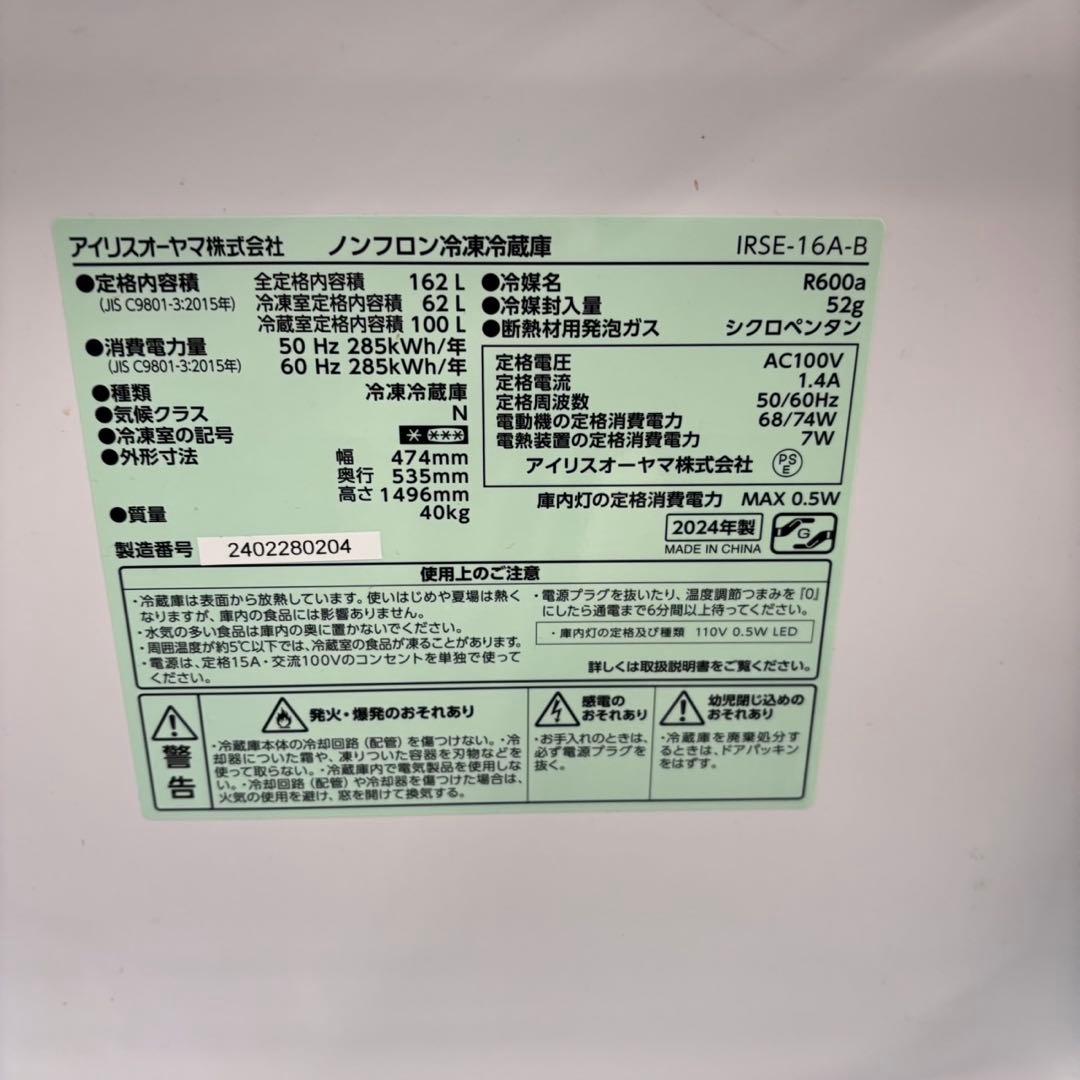 アイリスオーヤマ株式会社 ノンフロン冷凍冷蔵庫 IRSE-16A-B
●定格内容積 全定格内容積 162 L
(JIS C9801-3:2015年) 冷凍室定格内容積 62 L
冷蔵室定格内容積 100 L
●消費電力量 50 Hz 285kWh/年
(JIS C9801-3:2015年) 60 Hz 285kWh/年
●種類 冷凍冷蔵庫
●気候クラス N
●冷凍室の記号 * ***
●外形寸法 幅 474mm
奥行 535mm
高さ 1496mm
●質量 40kg
製造番号 2402280204
●冷媒名 R600a
●冷媒封入量 52g
●断熱材用発泡ガス シクロペンタン
定格電圧 AC100V
定格電流 1.4A
定格周波数 50/60Hz
電動機の定格消費電力 68/74W
電熱装置の定格消費電力 7W
アイリスオーヤマ株式会社 PSE
庫内灯の定格消費電力 MAX 0.5W
2024年製
MADE IN CHINA
G
使用上のご注意
・冷蔵庫は表面から放熱しています。使いはじめや夏場は熱く
なりますが、庫内の食品には影響ありません。
・水気の多い食品は庫内の奥に置かないでください。
・周囲温度が約5℃以下では、冷蔵室の食品が凍ることがあります。
・電源は、定格15A・交流100Vのコンセントを単独で使って
ください。
・電源プラグを抜いたり、温度調節つまみを『0』
にしたら通電まで6分間以上待ってください。
・庫内灯の定格及び種類 110V 0.5W LED
詳しくは取扱説明書をご覧ください。
警告
発火・爆発のおそれあり
・冷蔵庫本体の冷却回路（配管）を傷つけない。・冷
却器についた霜や、凍りついた容器を刃物などを
使って取らない。・冷蔵庫内で電気製品を使用しな
い。・冷却回路（配管）や冷却器を傷つけた場合は、
火気の使用を避け、窓を開けて換気する。
感電の
おそれあり
・お手入れのときは、
必ず電源プラグを
抜く。
幼児閉じ込めの
おそれあり
・冷蔵庫を廃棄処分す
るときは、ドアパッキン
をはずす。